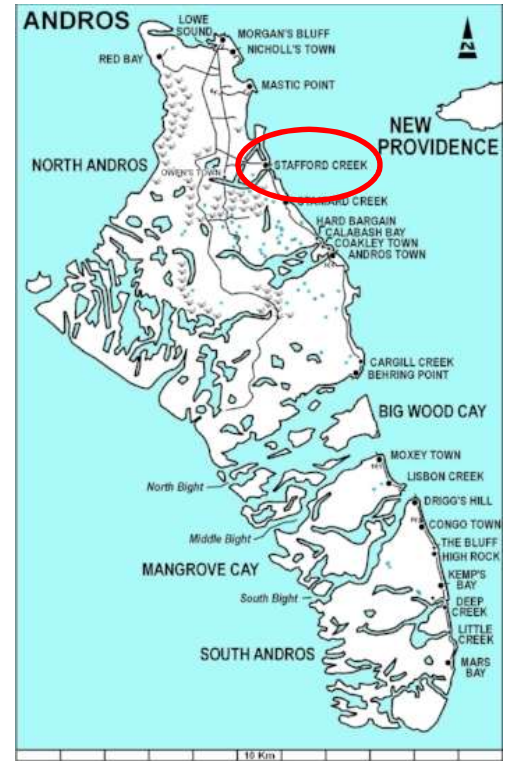 ANDROS
LOWE
SOUND
MORGAN'S BLUFF
NICHOLL'S TOWN
RED BAY
MASTIC POINT
N
NEW
PROVIDENCE
NORTH ANDROS
OWEN'S TOWN
STAFFORD CREEK
STANIARD CREEK
HARD BARGAIN
CALABASH BAY
COAKLEY TOWN
ANDROS TOWN
CARGILL CREEK
BEHRING POINT
BIG WOOD CAY
MOXEY TOWN
LISBON CREEK
North Bight
DRIGG'S HILL
CONGO TOWN
Middle Bight
THE BLUFF
HIGH ROCK
MANGROVE CAY
KEMP'S
BAY
South Bight
DEEP
CREEK
LITTLE
CREEK
SOUTH ANDROS
MARS
BAY
10 Km